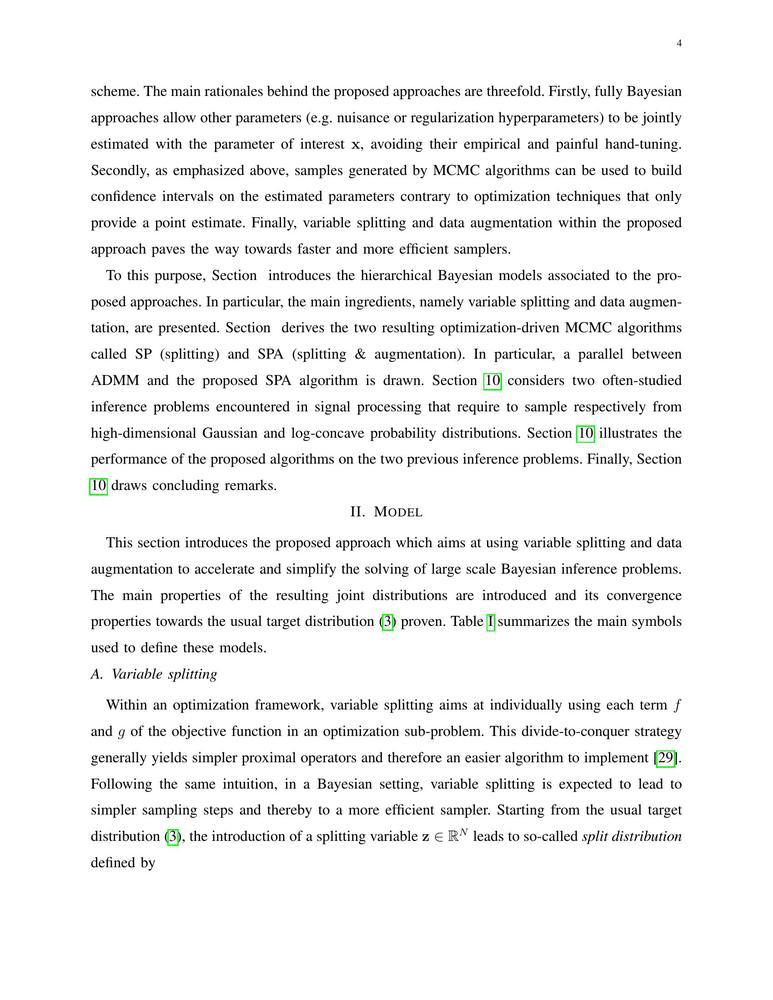 4
scheme. The main rationales behind the proposed approaches are threefold. Firstly, fully Bayesian
approaches allow other parameters (e.g. nuisance or regularization hyperparameters) to be jointly
estimated with the parameter of interest x, avoiding their empirical and painful hand-tuning.
Secondly, as emphasized above, samples generated by MCMC algorithms can be used to build
confidence intervals on the estimated parameters contrary to optimization techniques that only
provide a point estimate. Finally, variable splitting and data augmentation within the proposed
approach paves the way towards faster and more efficient samplers.
To this purpose, Section introduces the hierarchical Bayesian models associated to the pro-
posed approaches. In particular, the main ingredients, namely variable splitting and data augmen-
tation, are presented. Section derives the two resulting optimization-driven MCMC algorithms
called SP (splitting) and SPA (splitting & augmentation). In particular, a parallel between
ADMM and the proposed SPA algorithm is drawn. Section 10 considers two often-studied
inference problems encountered in signal processing that require to sample respectively from
high-dimensional Gaussian and log-concave probability distributions. Section 10 illustrates the
performance of the proposed algorithms on the two previous inference problems. Finally, Section
10 draws concluding remarks.
II. MODEL
This section introduces the proposed approach which aims at using variable splitting and data
augmentation to accelerate and simplify the solving of large scale Bayesian inference problems.
The main properties of the resulting joint distributions are introduced and its convergence
properties towards the usual target distribution (3) proven. Table I summarizes the main symbols
used to define these models.
A. Variable splitting
Within an optimization framework, variable splitting aims at individually using each term f
and g of the objective function in an optimization sub-problem. This divide-to-conquer strategy
generally yields simpler proximal operators and therefore an easier algorithm to implement [29].
Following the same intuition, in a Bayesian setting, variable splitting is expected to lead to
simpler sampling steps and thereby to a more efficient sampler. Starting from the usual target
distribution (3), the introduction of a splitting variable z ∈ ℝ^N leads to so-called split distribution
defined by